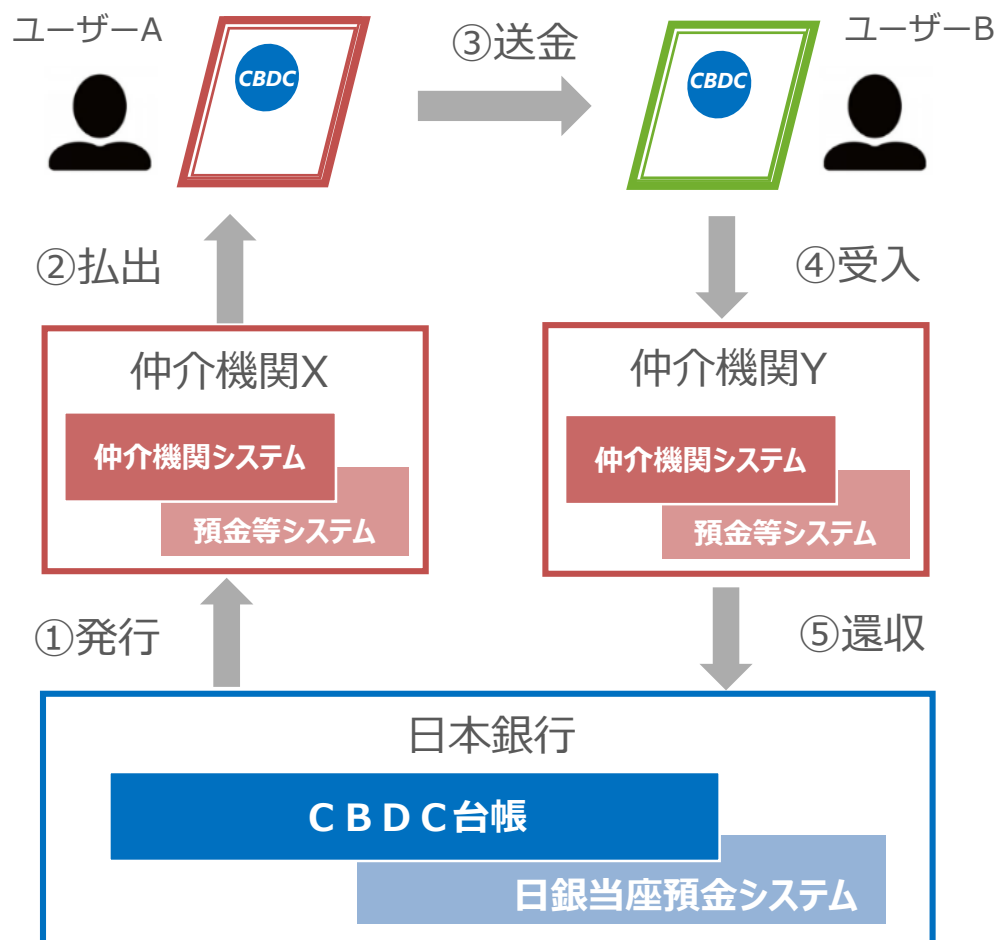 ユーザーA
③送金
ユーザーB
CBDC
CBDC
②払出
④受入
仲介機関X
仲介機関システム
預金等システム
仲介機関Y
仲介機関システム
預金等システム
①発行
⑤還収
日本銀行
ＣＢＤＣ台帳
日銀当座預金システム